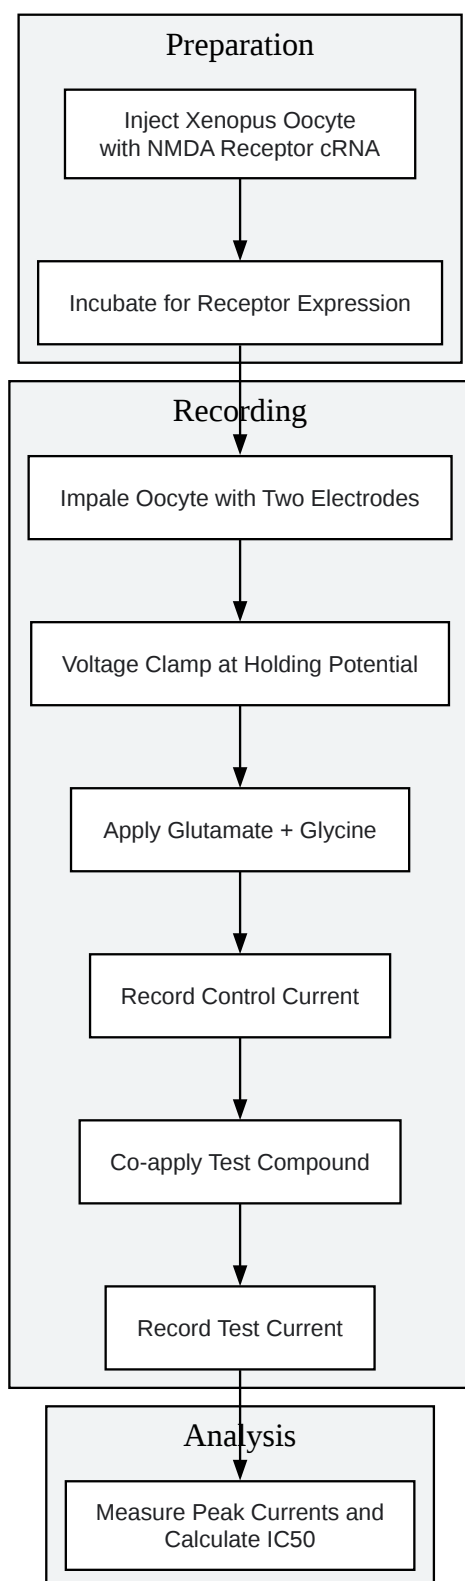 Preparation
Inject Xenopus Oocyte
with NMDA Receptor cRNA
Incubate for Receptor Expression
Recording
Impale Oocyte with Two Electrodes
Voltage Clamp at Holding Potential
Apply Glutamate + Glycine
Record Control Current
Co-apply Test Compound
Record Test Current
Analysis
Measure Peak Currents and
Calculate IC50